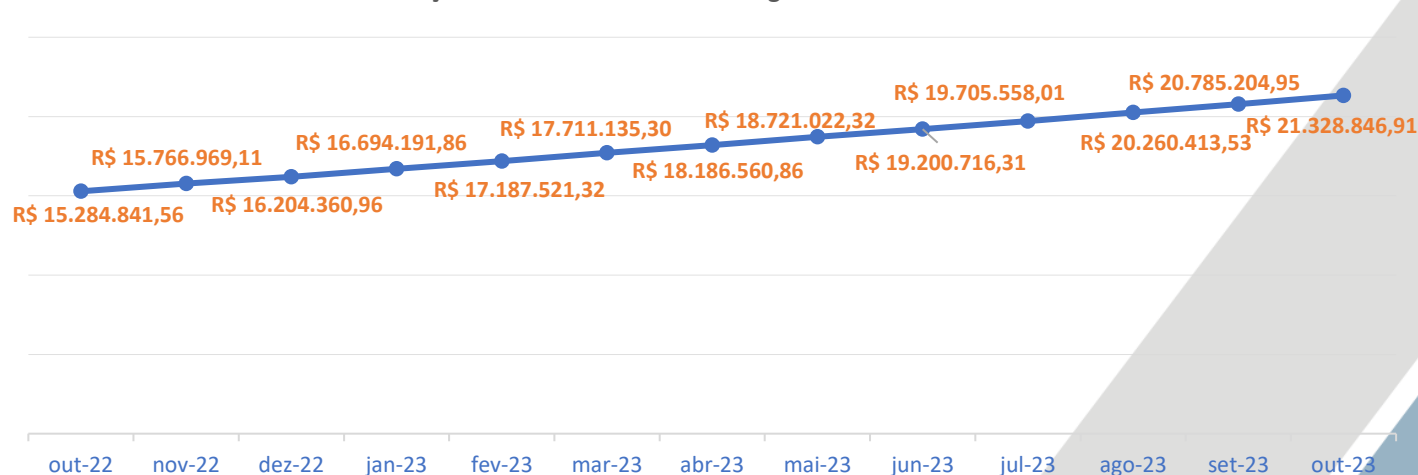 R$ 15.284.841,56
R$ 15.766.969,11
R$ 16.204.360,96
R$ 16.694.191,86
R$ 17.187.521,32
R$ 17.711.135,30
R$ 18.186.560,86
R$ 18.721.022,32
R$ 19.200.716,31
R$ 19.705.558,01
R$ 20.260.413,53
R$ 20.785.204,95
R$ 21.328.846,91
out-22 nov-22 dez-22 jan-23 fev-23 mar-23 abr-23 mai-23 jun-23 jul-23 ago-23 set-23 out-23